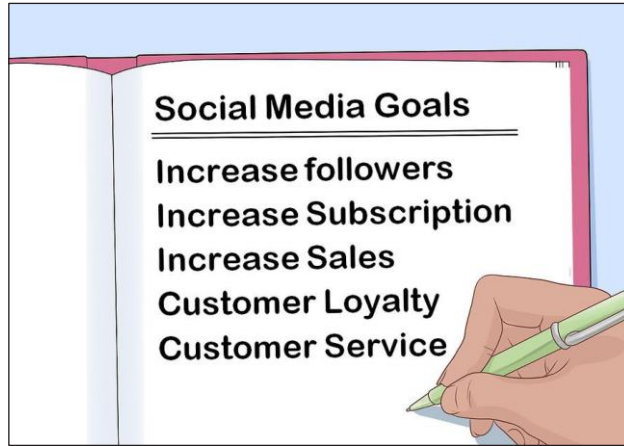 Social Media Goals
Increase followers
Increase Subscription
Increase Sales
Customer Loyalty
Customer Service